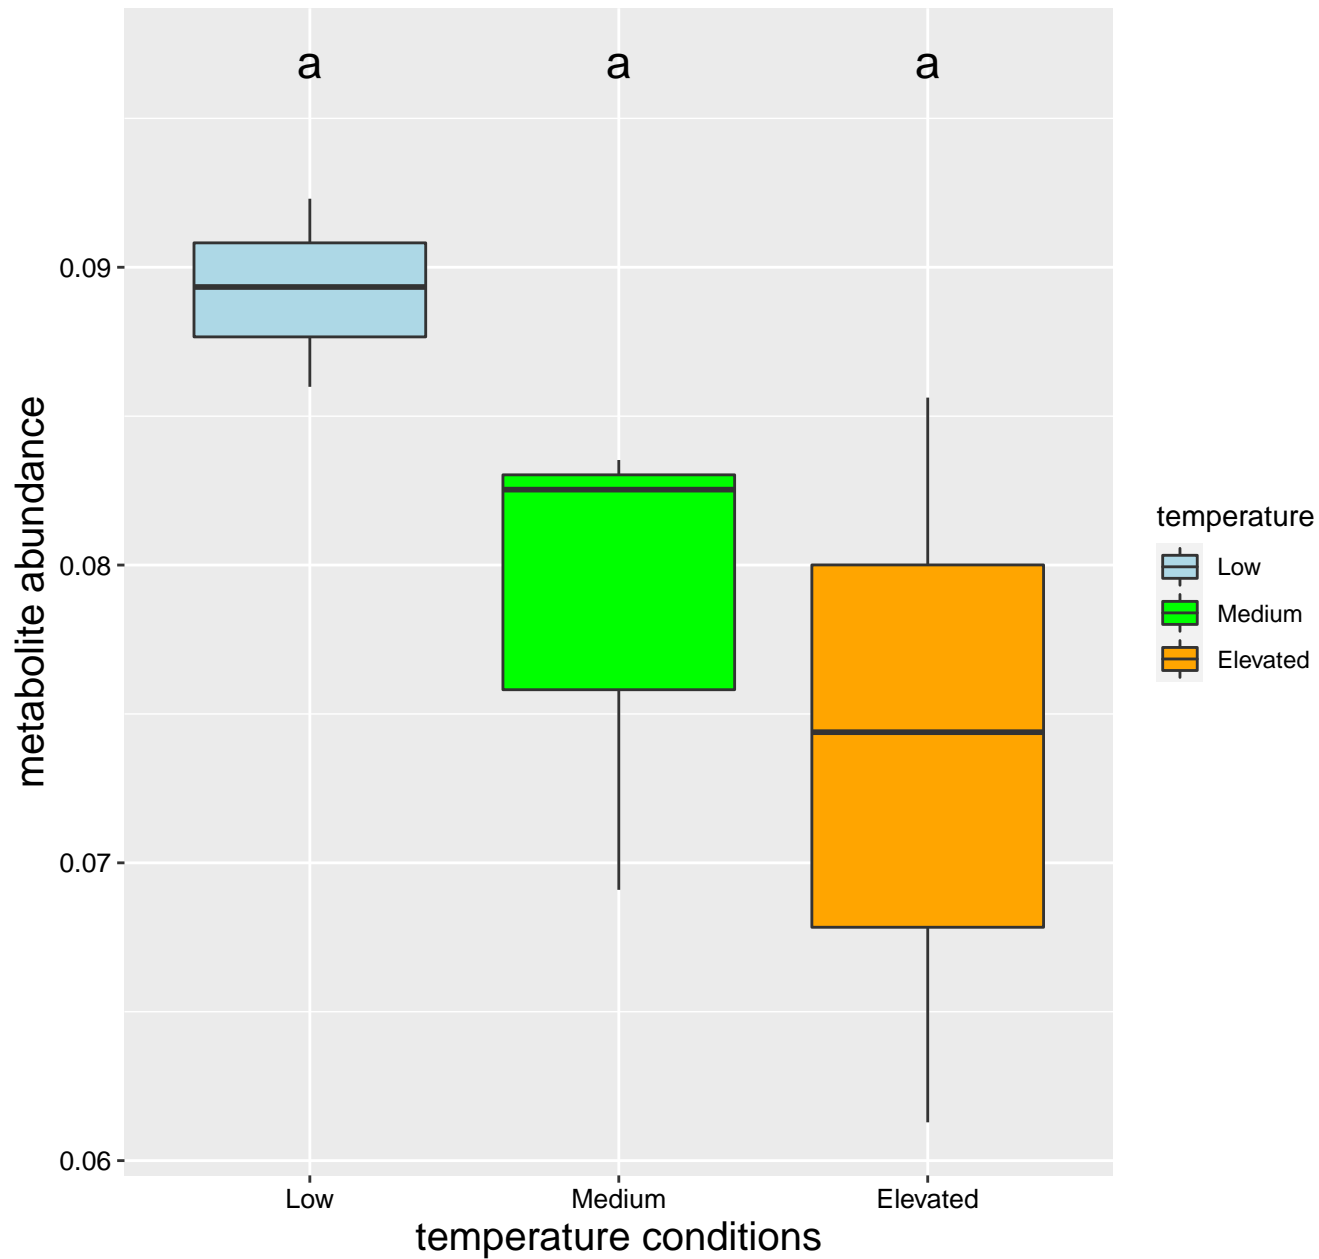 a a a
0.09
0.08
0.07
0.06
metabolite abundance
Low Medium Elevated
temperature conditions
temperature
Low
Medium
Elevated